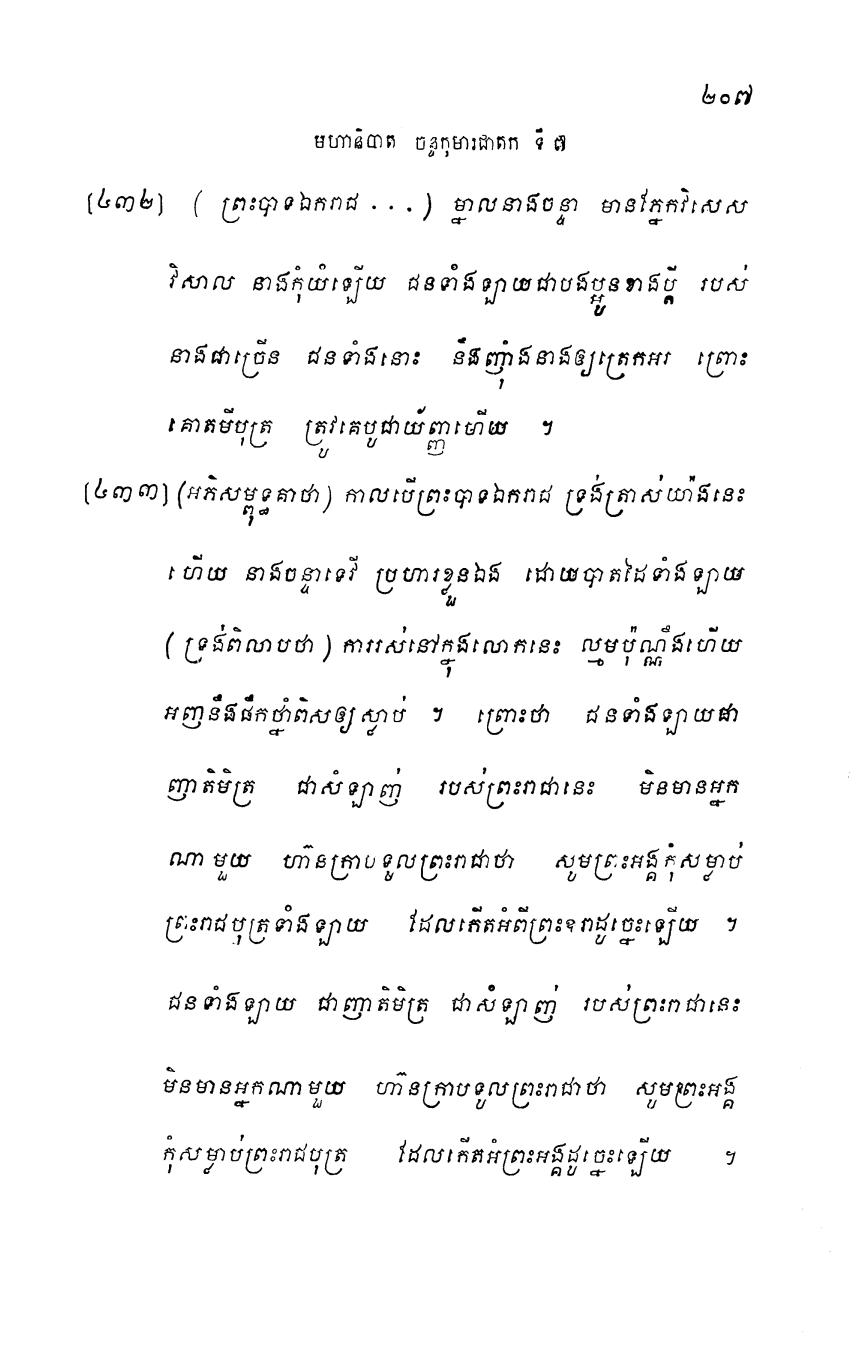 ២០៧
មហានិបាត ចន្ទកុមារជាតក ទី ៧
[៤៣២] ( ព្រះបាទឯករាជ . . . ) ម្នាលនាងចន្ទា មានភ្នែកវិសេស
វិសាល នាងកុំយំឡើយ ជនទាំងឡាយជាបងប្អូនខាងប្តី របស់
នាងជាច្រើន ជនទាំងនោះ នឹងញ៉ាំងនាងឲ្យត្រេកអរ ព្រោះ
គោតមីបុត្រ ត្រូវគេបូជាយ័ញ្ញហើយ ។
[៤៣៣] (អភិសម្ពុទ្ធគាថា) កាលបើព្រះបាទឯករាជ ទ្រង់ត្រាស់យ៉ាងនេះ
ហើយ នាងចន្ទាទេវី ប្រហារខ្លួនឯង ដោយបាតដៃទាំងឡាយ
( ទ្រង់ពិលាបថា ) ការរស់នៅក្នុងលោកនេះ ល្មមប៉ុណ្ណឹងហើយ
អញនឹងផឹកថ្នាំពិសឲ្យស្លាប់ ។ ព្រោះថា ជនទាំងឡាយជា
ញាតិមិត្រ ជាសំឡាញ់ របស់ព្រះរាជានេះ មិនមានអ្នក
ណាមួយ ហ៊ានក្រាបទូលព្រះរាជាថា សូមព្រះអង្គកុំសម្លាប់
ព្រះរាជបុត្រទាំងឡាយ ដែលកើតអំពីព្រះឧរាដូច្នេះឡើយ ។
ជនទាំងឡាយ ជាញាតិមិត្រ ជាសំឡាញ់ របស់ព្រះរាជានេះ
មិនមានអ្នកណាមួយ ហ៊ានក្រាបទូលព្រះរាជាថា សូមព្រះអង្គ
កុំសម្លាប់ព្រះរាជបុត្រ ដែលកើតអំព្រះអង្គដូច្នេះឡើយ ។